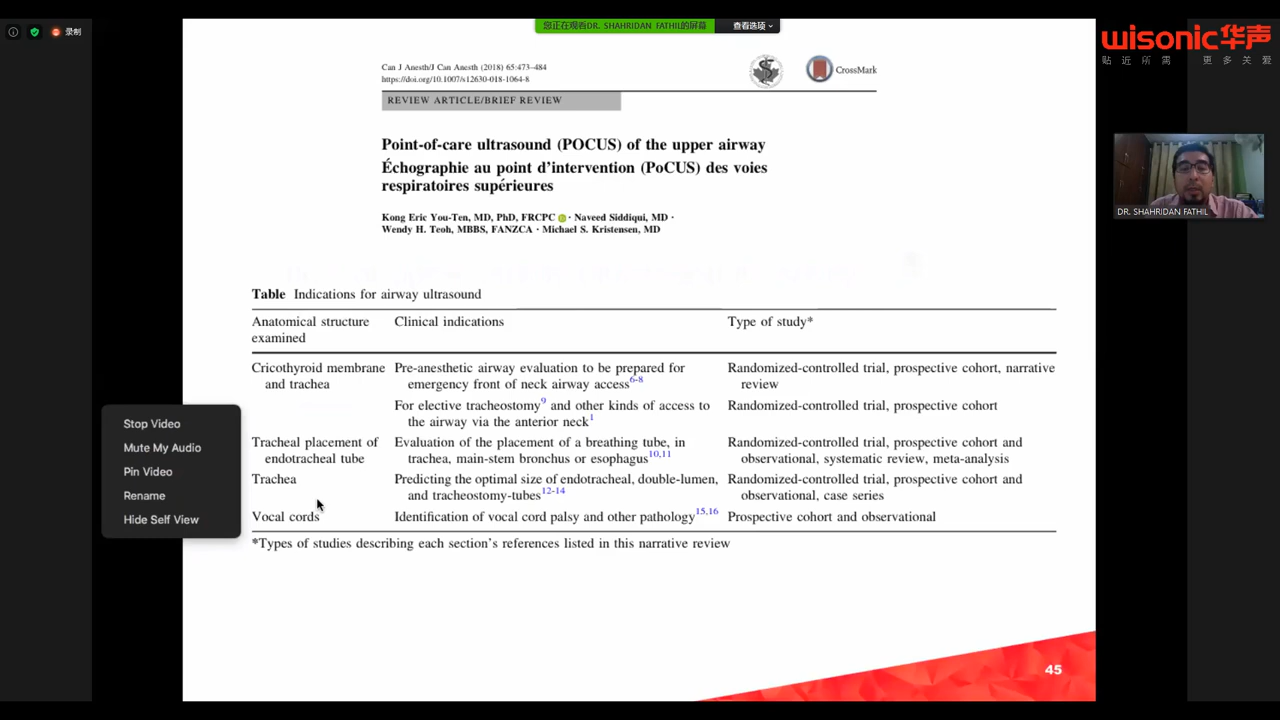 录制
您正在观看DR. SHAHRIDAN FATHIL的屏幕
查看选项
wisonic华声
贴近所需 更多关爱
Can J Anesth/J Can Anesth (2018) 65:473–484
https://doi.org/10.1007/s12630-018-1064-8
CrossMark
REVIEW ARTICLE/BRIEF REVIEW
Point-of-care ultrasound (POCUS) of the upper airway
Échographie au point d’intervention (PoCUS) des voies
respiratoires supérieures
Kong Eric You-Ten, MD, PhD, FRCPC · Naveed Siddiqui, MD ·
Wendy H. Teoh, MBBS, FANZCA · Michael S. Kristensen, MD
DR. SHAHRIDAN FATHIL
Table Indications for airway ultrasound
Anatomical structure Clinical indications Type of study*
examined
Cricothyroid membrane Pre-anesthetic airway evaluation to be prepared for Randomized-controlled trial, prospective cohort, narrative
and trachea emergency front of neck airway access6-8 review
For elective tracheostomy9 and other kinds of access to Randomized-controlled trial, prospective cohort
the airway via the anterior neck1
Tracheal placement of Evaluation of the placement of a breathing tube, in Randomized-controlled trial, prospective cohort and
endotracheal tube trachea, main-stem bronchus or esophagus10,11 observational, systematic review, meta-analysis
Trachea Predicting the optimal size of endotracheal, double-lumen, Randomized-controlled trial, prospective cohort and
and tracheostomy-tubes12-14 observational, case series
Vocal cords Identification of vocal cord palsy and other pathology15,16 Prospective cohort and observational
*Types of studies describing each section’s references listed in this narrative review
Stop Video
Mute My Audio
Pin Video
Rename
Hide Self View
45